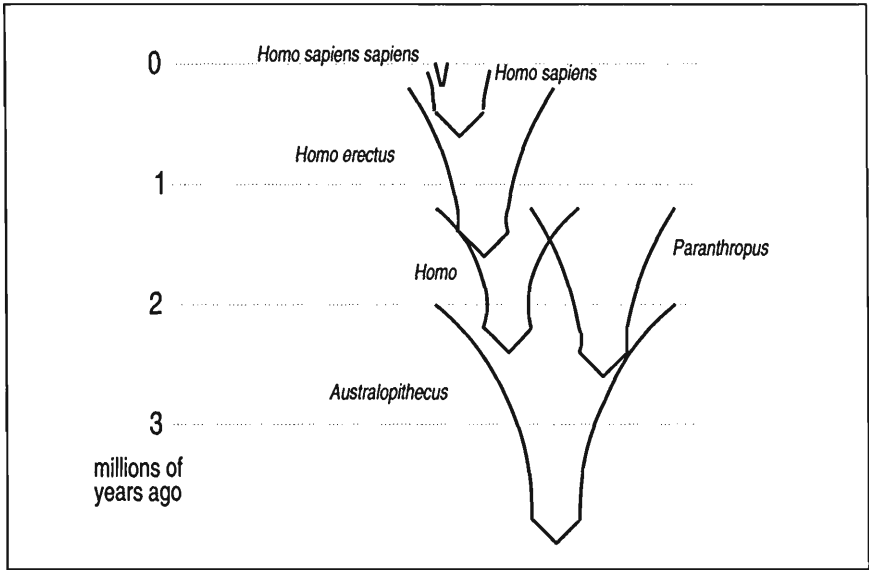 Homo sapiens sapiens
0
Homo sapiens
Homo erectus
1
Paranthropus
Homo
2
Australopithecus
3
millions of
years ago